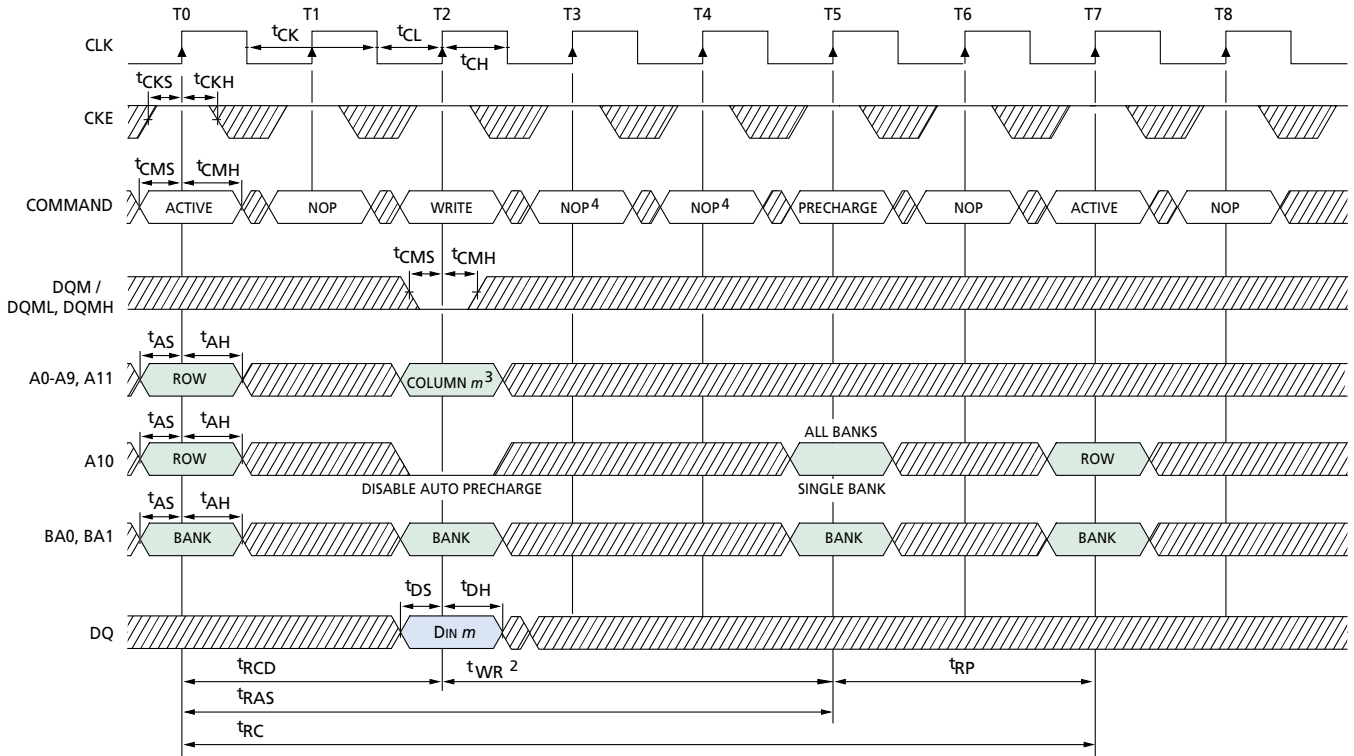 T0 T1 T2 T3 T4 T5 T6 T7 T8
CLK
tCK tCL tCH
tCKS tCKH
CKE
tCMS tCMH
COMMAND ACTIVE NOP WRITE NOP4 NOP4 PRECHARGE NOP ACTIVE NOP
tCMS tCMH
DQM /
DQML, DQMH
tAS tAH
A0-A9, A11 ROW COLUMN m3
tAS tAH ALL BANKS
A10 ROW ROW
DISABLE AUTO PRECHARGE SINGLE BANK
tAS tAH
BA0, BA1 BANK BANK BANK BANK
tDS tDH
DQ DIN m
tRCD tWR 2 tRP
tRAS
tRC